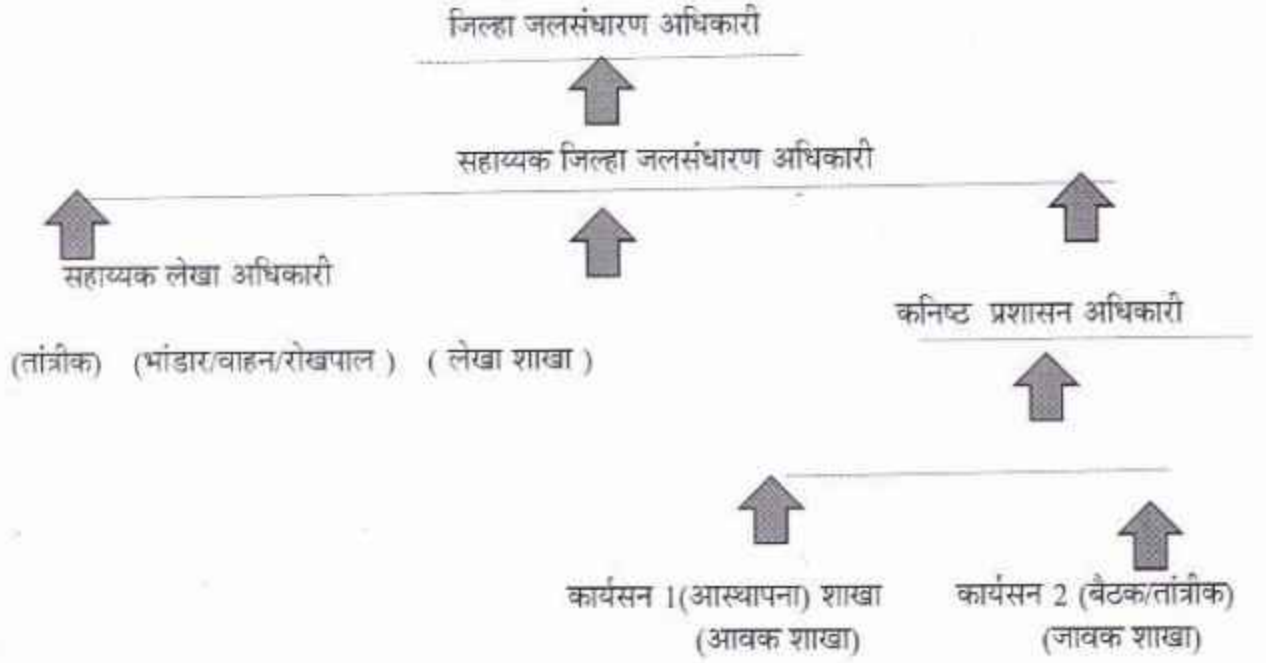 जिल्हा जलसंधारण अधिकारी
सहाय्यक जिल्हा जलसंधारण अधिकारी
सहाय्यक लेखा अधिकारी
कनिष्ट प्रशासन अधिकारी
(तांत्रीक) (भांडार/वाहन/रोखपाल ) ( लेखा शाखा )
कार्यसन 1(आस्थापना) शाखा कार्यसन 2 (बैठक/तांत्रीक)
(आवक शाखा) (जावक शाखा)